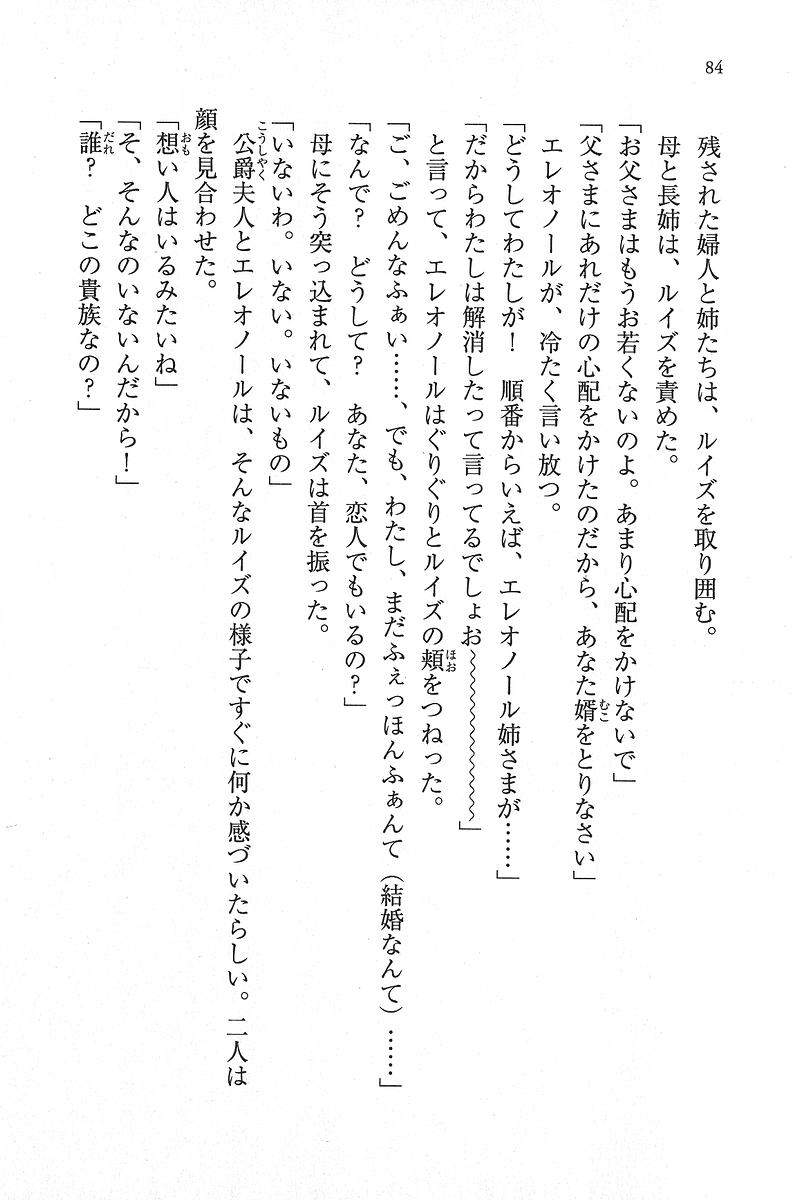 84
残された婦人と姉たちは、ルイズを取り囲む。
母と長姉は、ルイズを責めた。
「お父さまはもうお若くないのよ。あまり心配をかけないで」
「父さまにあれだけの心配をかけたのだから、あなた婿をとりなさい」
エレオノールが、冷たく言い放つ。
「どうしてわたしが！　順番からいえば、エレオノール姉さまが……」
「だからわたしは解消したって言ってるでしょお〜〜〜〜〜〜〜〜」
と言って、エレオノールはぐりぐりとルイズの頬をつねった。
「ご、ごめんなふぁい……、でも、わたし、まだふぇっほんふぁんて（結婚なんて）……」
「なんで？　どうして？　あなた、恋人でもいるの？」
母にそう突っ込まれて、ルイズは首を振った。
「いないわ。いない。いないもの」
公爵夫人とエレオノールは、そんなルイズの様子ですぐに何か感づいたらしい。二人は
顔を見合わせた。
「想い人はいるみたいね」
「そ、そんなのいないんだから！」
「誰？　どこの貴族なの？」